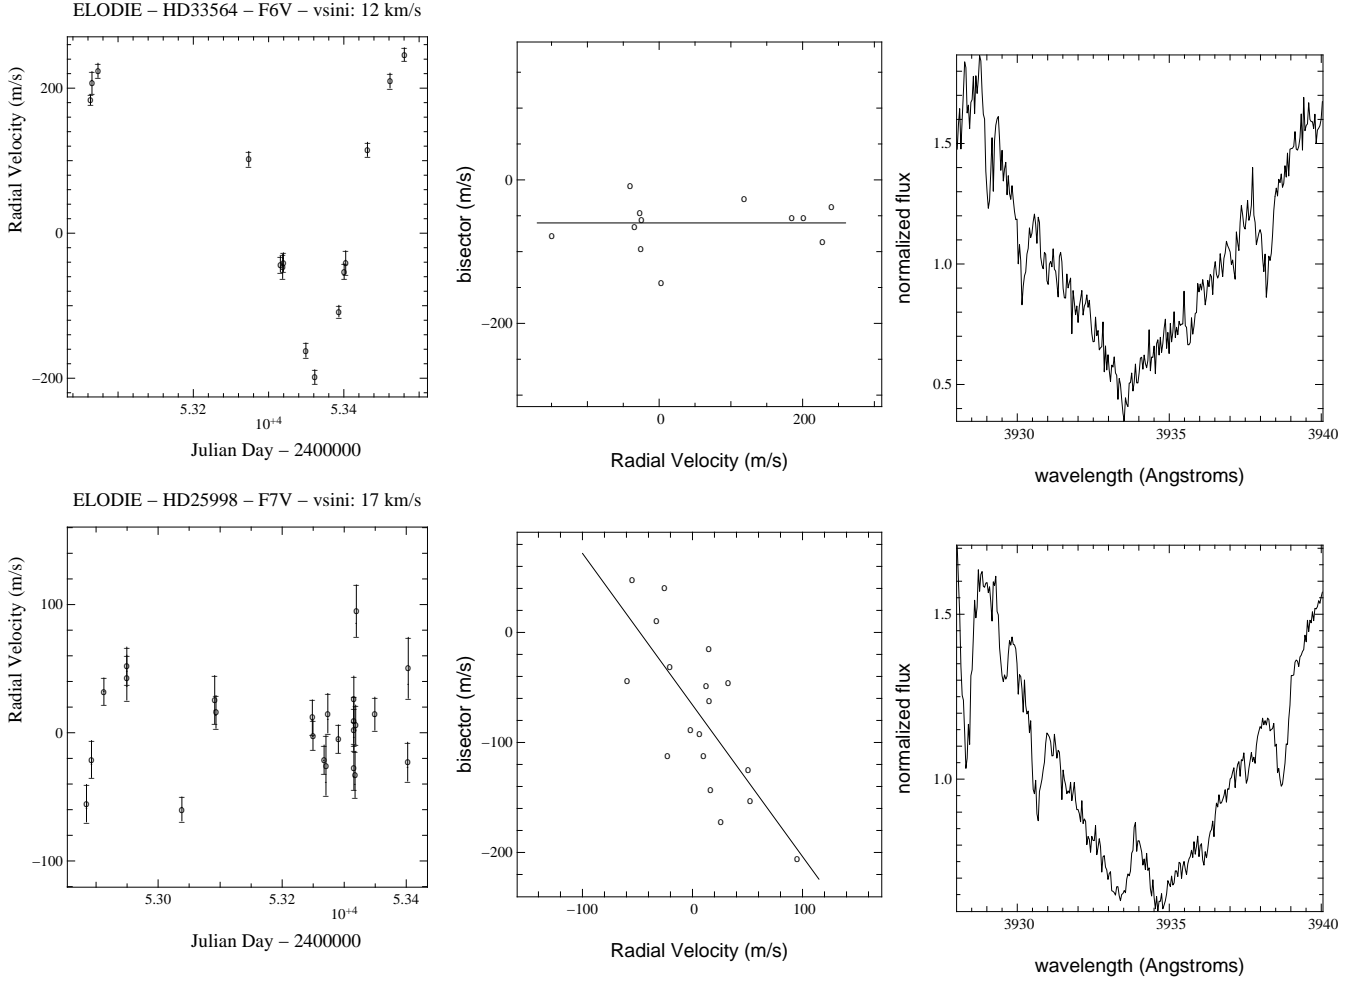 ELODIE – HD33564 – F6V – vsini: 12 km/s
Radial Velocity (m/s)
200
0
−200
5.32
5.34
10+4
Julian Day − 2400000
bisector (m/s)
0
−200
0
200
Radial Velocity (m/s)
normalized flux
1.5
1.0
0.5
3930
3935
3940
wavelength (Angstroms)
ELODIE – HD25998 – F7V – vsini: 17 km/s
Radial Velocity (m/s)
100
0
−100
5.30
5.32
5.34
10+4
Julian Day − 2400000
bisector (m/s)
0
−100
−200
−100
0
100
Radial Velocity (m/s)
normalized flux
1.5
1.0
3930
3935
3940
wavelength (Angstroms)